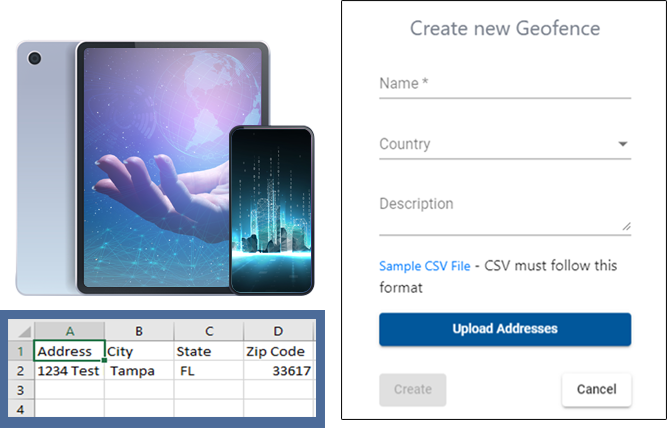 Create new Geofence
Name *
Country
Description
Sample CSV File - CSV must follow this
format
Upload Addresses
Create
Cancel
A B C D
1 Address City State Zip Code
2 1234 Test Tampa FL 33617
3
4